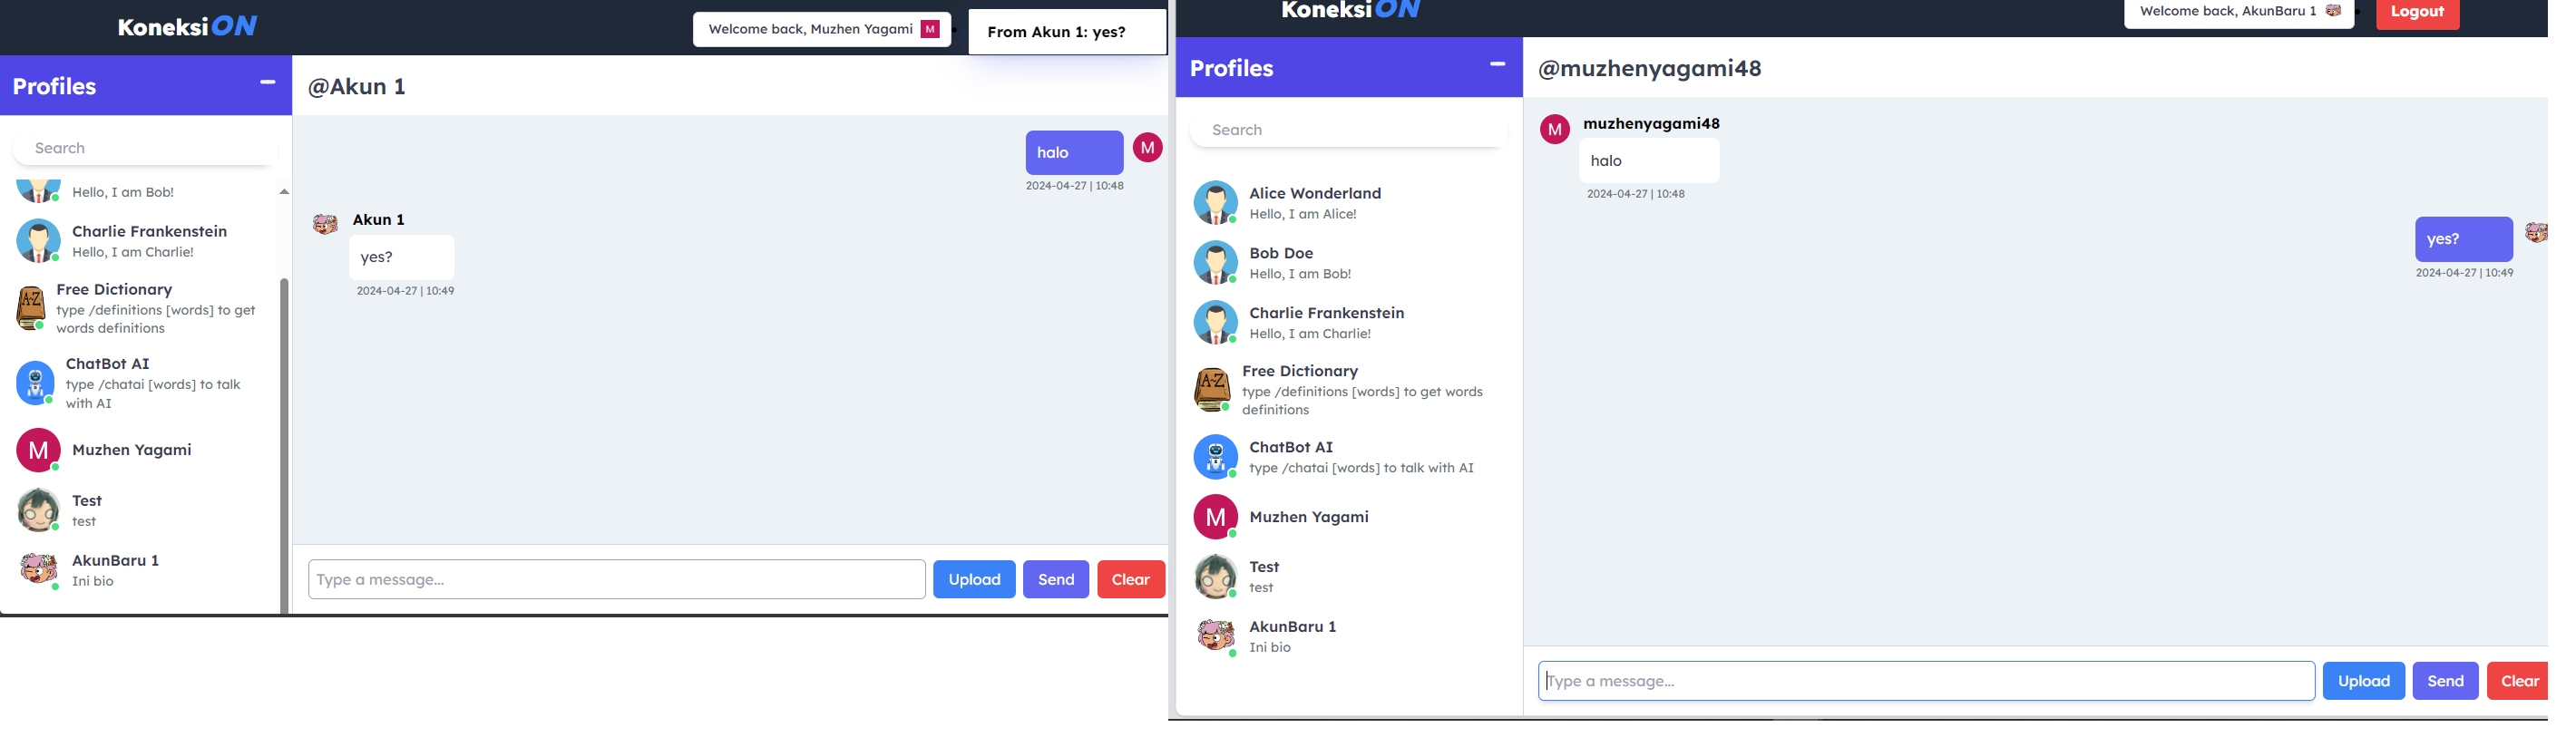 KoneksiON
Welcome back, Muzhen Yagami M
From Akun 1: yes?
Profiles
@Akun 1
Search
Hello, I am Bob!
Charlie Frankenstein
Hello, I am Charlie!
A-Z
Free Dictionary
type /definitions [words] to get
words definitions
ChatBot AI
type /chatai [words] to talk
with AI
M
Muzhen Yagami
Test
test
AkunBaru 1
Ini bio
halo
M
2024-04-27 | 10:48
Akun 1
yes?
2024-04-27 | 10:49
Type a message...
Upload
Send
Clear
KoneksiON
Welcome back, AkunBaru 1
Logout
Profiles
@muzhenyagami48
Search
Alice Wonderland
Hello, I am Alice!
Bob Doe
Hello, I am Bob!
Charlie Frankenstein
Hello, I am Charlie!
A-Z
Free Dictionary
type /definitions [words] to get words
definitions
ChatBot AI
type /chatai [words] to talk with AI
M
Muzhen Yagami
Test
test
AkunBaru 1
Ini bio
M
muzhenyagami48
halo
2024-04-27 | 10:48
yes?
2024-04-27 | 10:49
Type a message...
Upload
Send
Clear